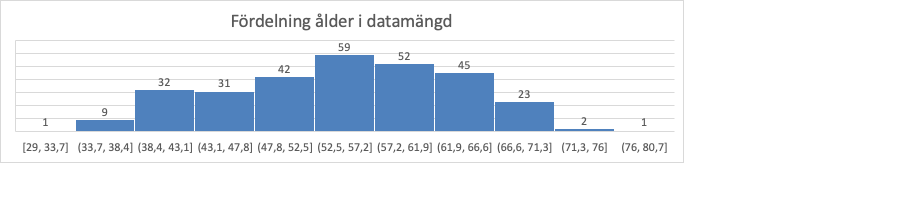 Fördelning ålder i datamängd
1 9 32 31 42 59 52 45 23 2 1
[29, 33,7] (33,7, 38,4] (38,4, 43,1] (43,1, 47,8] (47,8, 52,5] (52,5, 57,2] (57,2, 61,9] (61,9, 66,6] (66,6, 71,3] (71,3, 76] (76, 80,7]